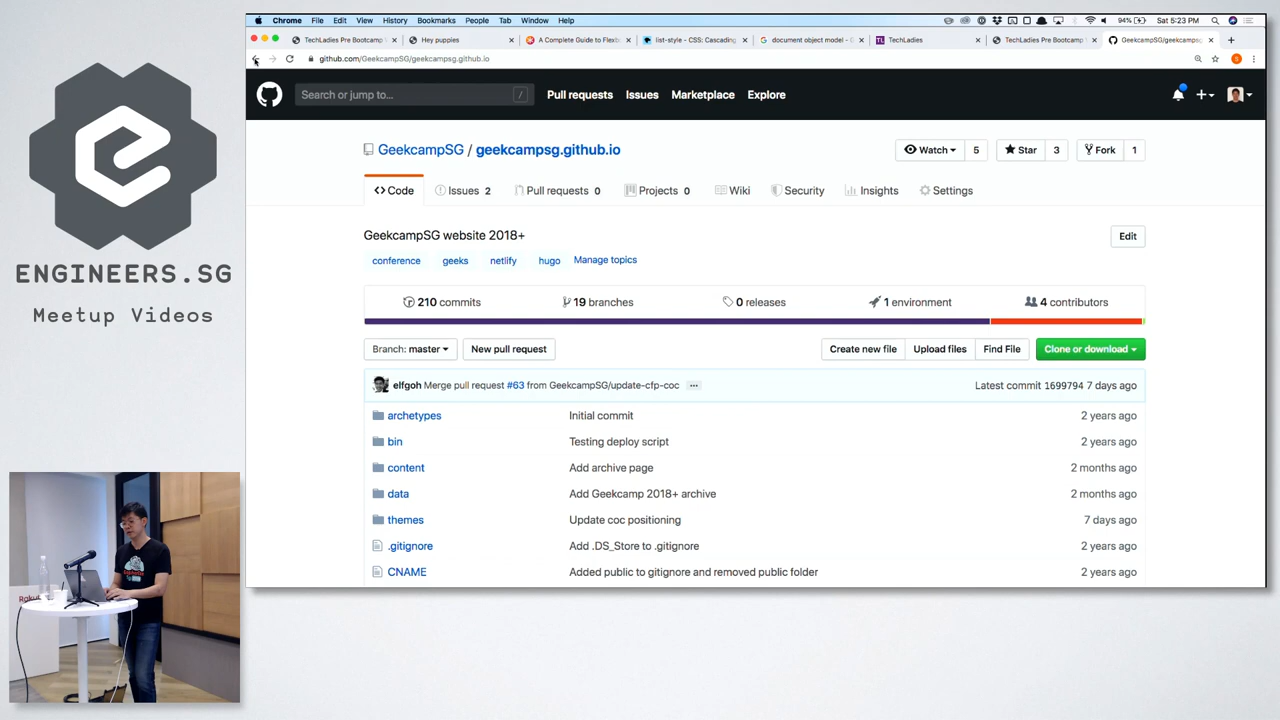 Chrome File Edit View History Bookmarks People Tab Window Help
94% Sat 5:23 PM
TechLadies Pre Bootcamp
Hey puppies
A Complete Guide to Flexb
list-style - CSS: Cascading
document object model - G
TechLadies
TechLadies Pre Bootcamp
GeekcampSG/geekcampsg.
github.com/GeekcampSG/geekcampsg.github.io
Search or jump to... /
Pull requests Issues Marketplace Explore
GeekcampSG / geekcampsg.github.io
Watch 5 Star 3 Fork 1
Code Issues 2 Pull requests 0 Projects 0 Wiki Security Insights Settings
GeekcampSG website 2018+
Edit
conference geeks netlify hugo Manage topics
210 commits 19 branches 0 releases 1 environment 4 contributors
Branch: master New pull request Create new file Upload files Find File Clone or download
elfgoh Merge pull request #63 from GeekcampSG/update-cfp-coc ... Latest commit 1699794 7 days ago
archetypes Initial commit 2 years ago
bin Testing deploy script 2 years ago
content Add archive page 2 months ago
data Add Geekcamp 2018+ archive 2 months ago
themes Update coc positioning 7 days ago
.gitignore Add .DS_Store to .gitignore 2 years ago
CNAME Added public to gitignore and removed public folder 2 years ago
ENGINEERS.SG
Meetup Videos